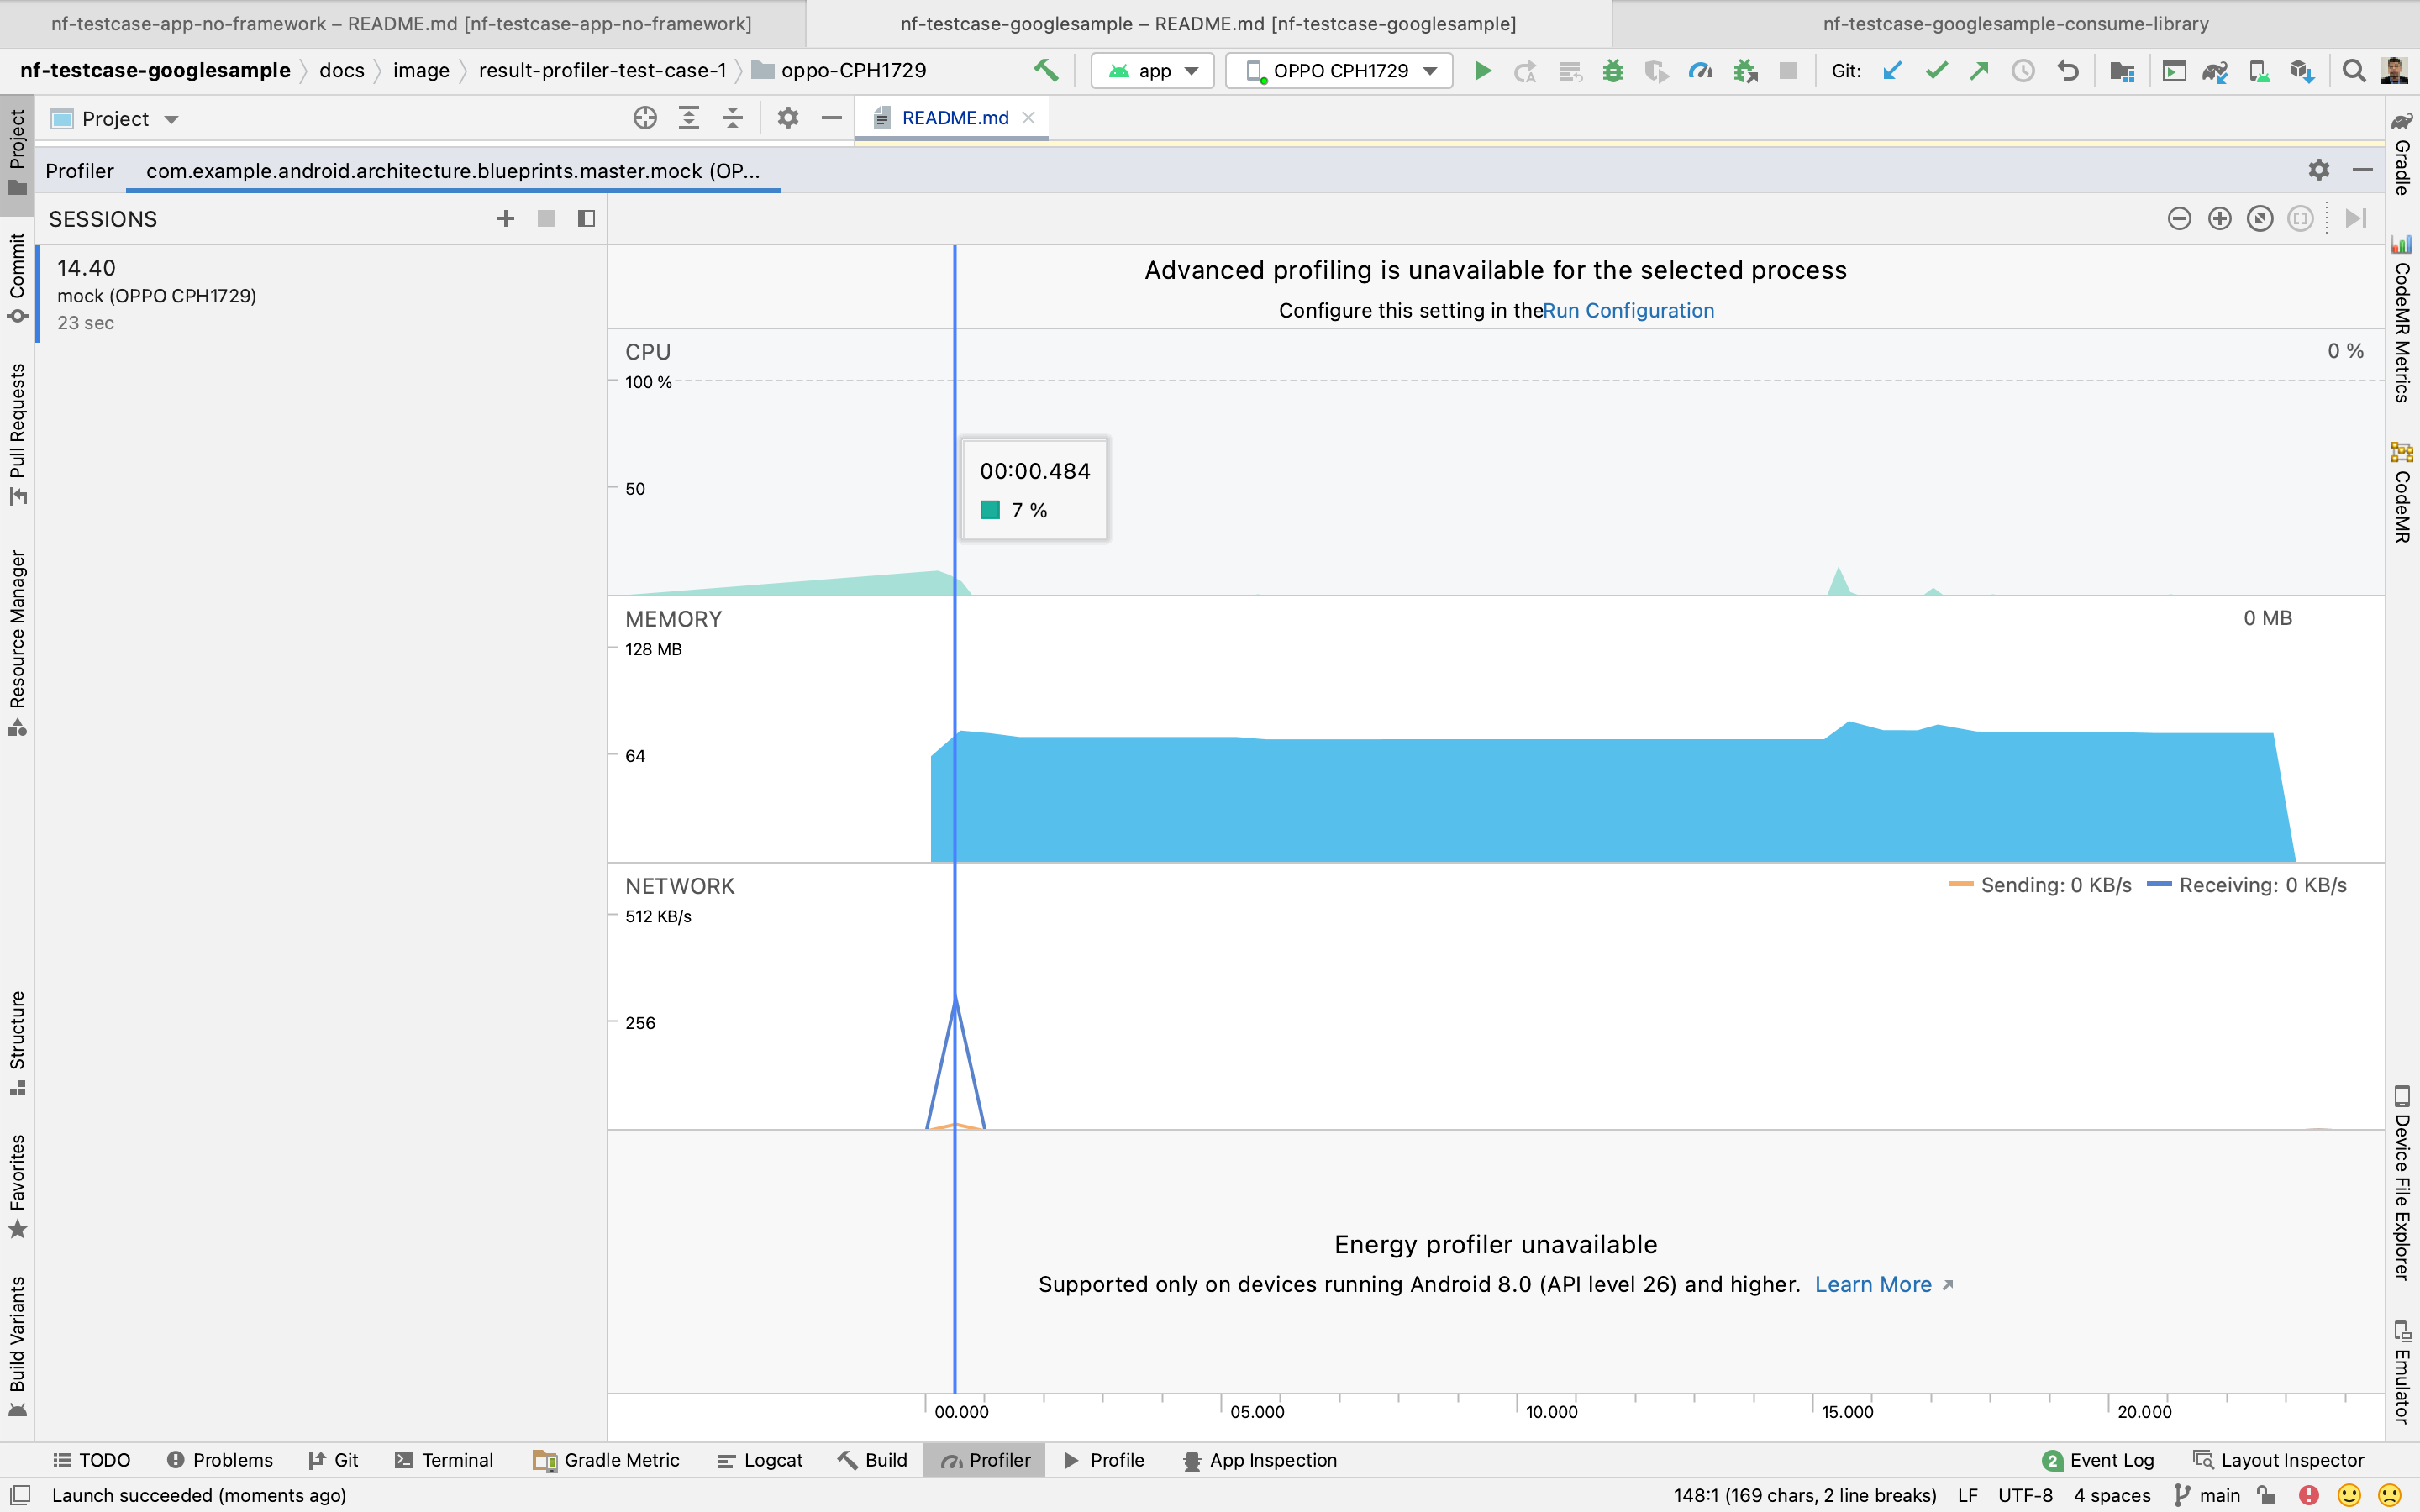 nf-testcase-app-no-framework – README.md [nf-testcase-app-no-framework]
nf-testcase-googlesample – README.md [nf-testcase-googlesample]
nf-testcase-googlesample-consume-library
nf-testcase-googlesample docs image result-profiler-test-case-1 oppo-CPH1729
app
OPPO CPH1729
Git:
Project
README.md
Profiler
com.example.android.architecture.blueprints.master.mock (OP...
SESSIONS
14.40
mock (OPPO CPH1729)
23 sec
Advanced profiling is unavailable for the selected process
Configure this setting in theRun Configuration
CPU
0 %
100 %
00:00.484
50
7 %
MEMORY
0 MB
128 MB
64
NETWORK
Sending: 0 KB/s
Receiving: 0 KB/s
512 KB/s
256
Energy profiler unavailable
Supported only on devices running Android 8.0 (API level 26) and higher. Learn More
00.000
05.000
10.000
15.000
20.000
Project
Commit
Pull Requests
Resource Manager
Structure
Favorites
Build Variants
Gradle
CodeMR Metrics
CodeMR
Device File Explorer
Emulator
TODO
Problems
Git
Terminal
Gradle Metric
Logcat
Build
Profiler
Profile
App Inspection
2 Event Log
Layout Inspector
Launch succeeded (moments ago)
148:1 (169 chars, 2 line breaks)
LF
UTF-8
4 spaces
main